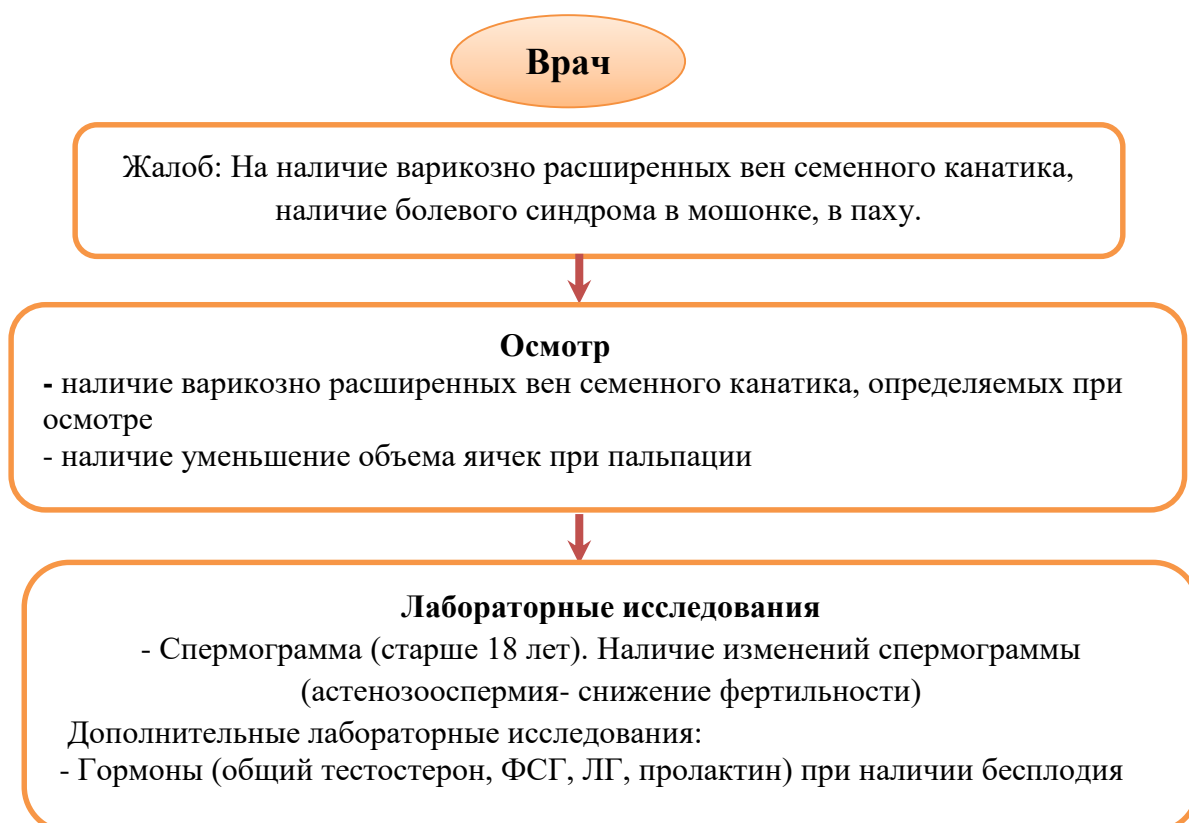 Врач
Жалоб: На наличие варикозно расширенных вен семенного канатика,
наличие болевого синдрома в мошонке, в паху.
Осмотр
- наличие варикозно расширенных вен семенного канатика, определяемых при
осмотре
- наличие уменьшение объема яичек при пальпации
Лабораторные исследования
- Спермограмма (старше 18 лет). Наличие изменений спермограммы
(астенозооспермия- снижение фертильности)
Дополнительные лабораторные исследования:
- Гормоны (общий тестостерон, ФСГ, ЛГ, пролактин) при наличии бесплодия